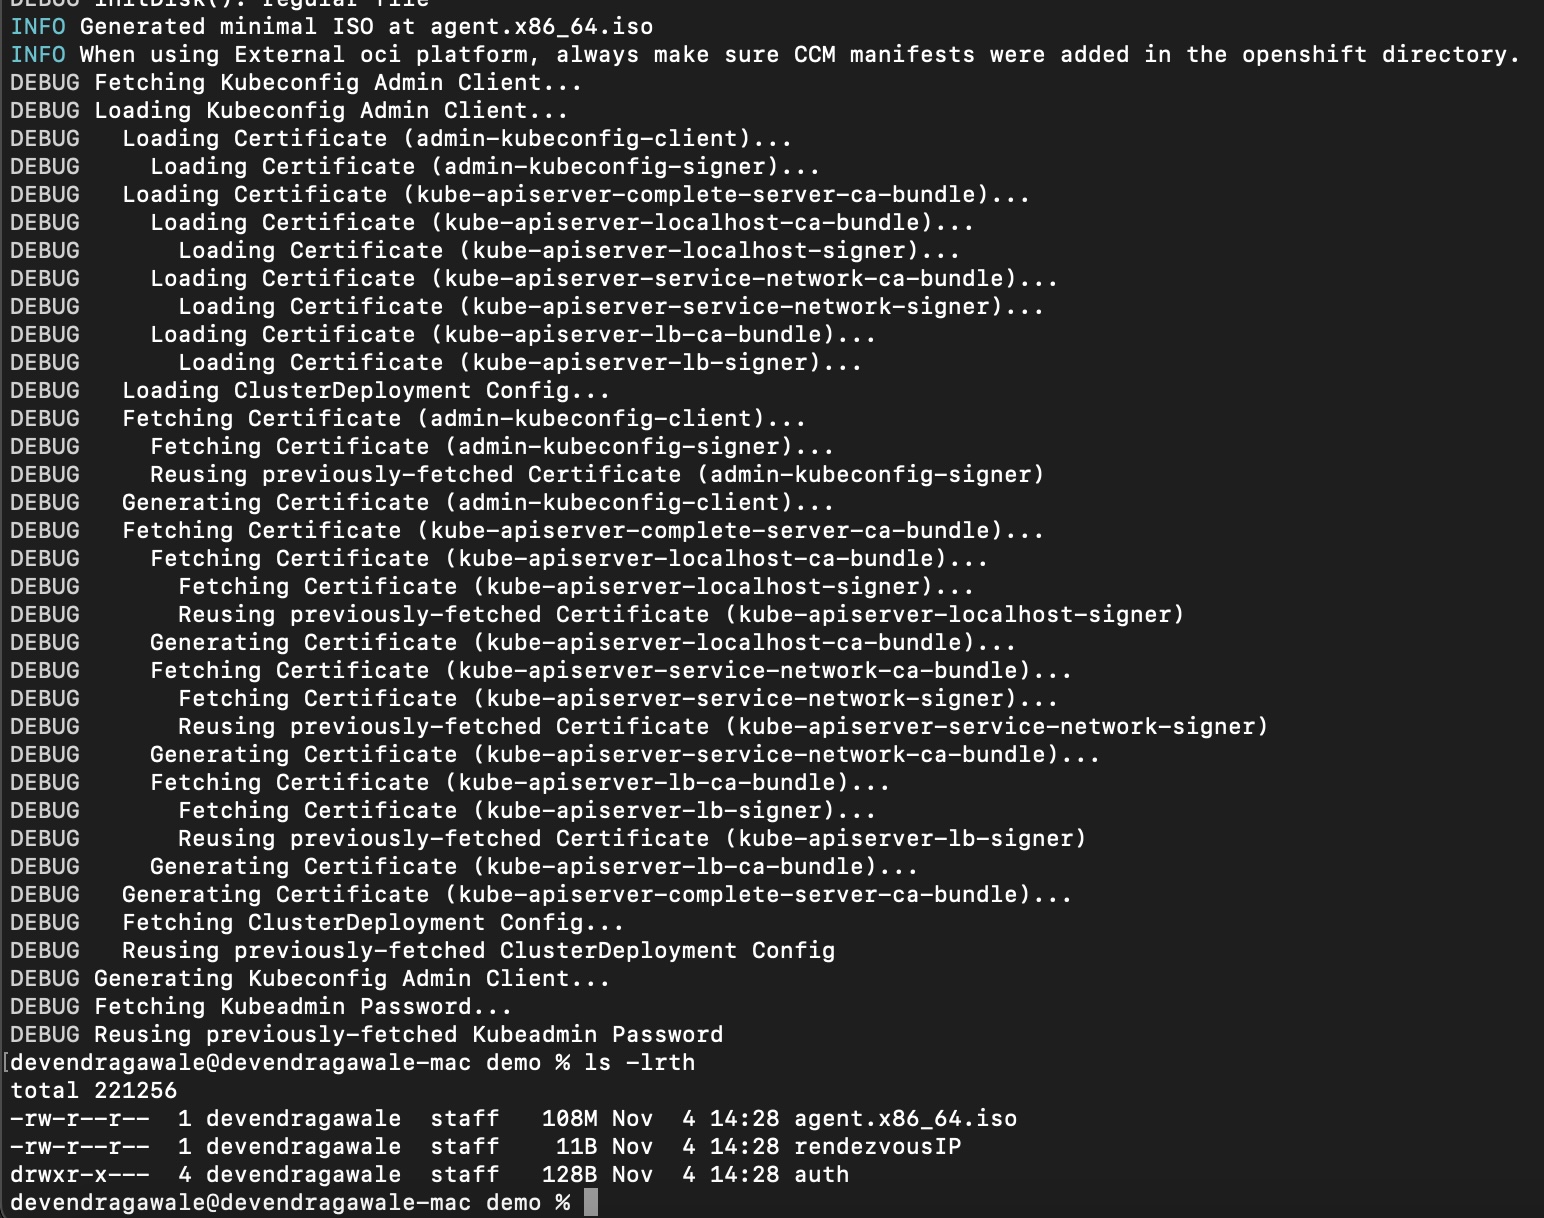 DEBUG initDisk(): regular file
INFO Generated minimal ISO at agent.x86_64.iso
INFO When using External oci platform, always make sure CCM manifests were added in the openshift directory.
DEBUG Fetching Kubeconfig Admin Client...
DEBUG Loading Kubeconfig Admin Client...
DEBUG   Loading Certificate (admin-kubeconfig-client)...
DEBUG     Loading Certificate (admin-kubeconfig-signer)...
DEBUG   Loading Certificate (kube-apiserver-complete-server-ca-bundle)...
DEBUG     Loading Certificate (kube-apiserver-localhost-ca-bundle)...
DEBUG       Loading Certificate (kube-apiserver-localhost-signer)...
DEBUG     Loading Certificate (kube-apiserver-service-network-ca-bundle)...
DEBUG       Loading Certificate (kube-apiserver-service-network-signer)...
DEBUG     Loading Certificate (kube-apiserver-lb-ca-bundle)...
DEBUG       Loading Certificate (kube-apiserver-lb-signer)...
DEBUG   Loading ClusterDeployment Config...
DEBUG   Fetching Certificate (admin-kubeconfig-client)...
DEBUG     Fetching Certificate (admin-kubeconfig-signer)...
DEBUG     Reusing previously-fetched Certificate (admin-kubeconfig-signer)
DEBUG   Generating Certificate (admin-kubeconfig-client)...
DEBUG   Fetching Certificate (kube-apiserver-complete-server-ca-bundle)...
DEBUG     Fetching Certificate (kube-apiserver-localhost-ca-bundle)...
DEBUG       Fetching Certificate (kube-apiserver-localhost-signer)...
DEBUG       Reusing previously-fetched Certificate (kube-apiserver-localhost-signer)
DEBUG     Generating Certificate (kube-apiserver-localhost-ca-bundle)...
DEBUG     Fetching Certificate (kube-apiserver-service-network-ca-bundle)...
DEBUG       Fetching Certificate (kube-apiserver-service-network-signer)...
DEBUG       Reusing previously-fetched Certificate (kube-apiserver-service-network-signer)
DEBUG     Generating Certificate (kube-apiserver-service-network-ca-bundle)...
DEBUG     Fetching Certificate (kube-apiserver-lb-ca-bundle)...
DEBUG       Fetching Certificate (kube-apiserver-lb-signer)...
DEBUG       Reusing previously-fetched Certificate (kube-apiserver-lb-signer)
DEBUG     Generating Certificate (kube-apiserver-lb-ca-bundle)...
DEBUG   Generating Certificate (kube-apiserver-complete-server-ca-bundle)...
DEBUG   Fetching ClusterDeployment Config...
DEBUG   Reusing previously-fetched ClusterDeployment Config
DEBUG Generating Kubeconfig Admin Client...
DEBUG Fetching Kubeadmin Password...
DEBUG Reusing previously-fetched Kubeadmin Password
[devendragawale@devendragawale-mac demo % ls -lrth
total 221256
-rw-r--r--  1 devendragawale  staff   108M Nov  4 14:28 agent.x86_64.iso
-rw-r--r--  1 devendragawale  staff    11B Nov  4 14:28 rendezvousIP
drwxr-x---  4 devendragawale  staff   128B Nov  4 14:28 auth
devendragawale@devendragawale-mac demo %